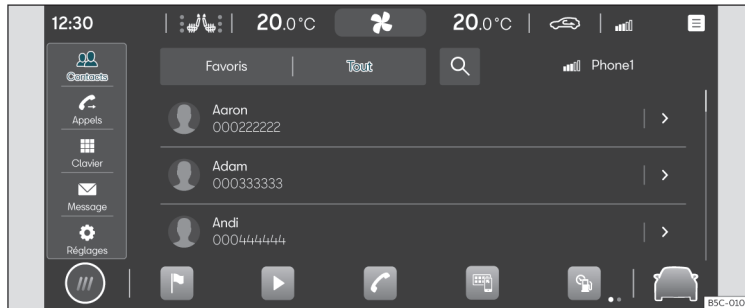 12:30
20.0°C
20.0°C
Contacts
Favoris
Tout
Phone1
Aaron
000222222
Appels
Adam
000333333
Clavier
Message
Andi
000444444
Réglages
B5C-010